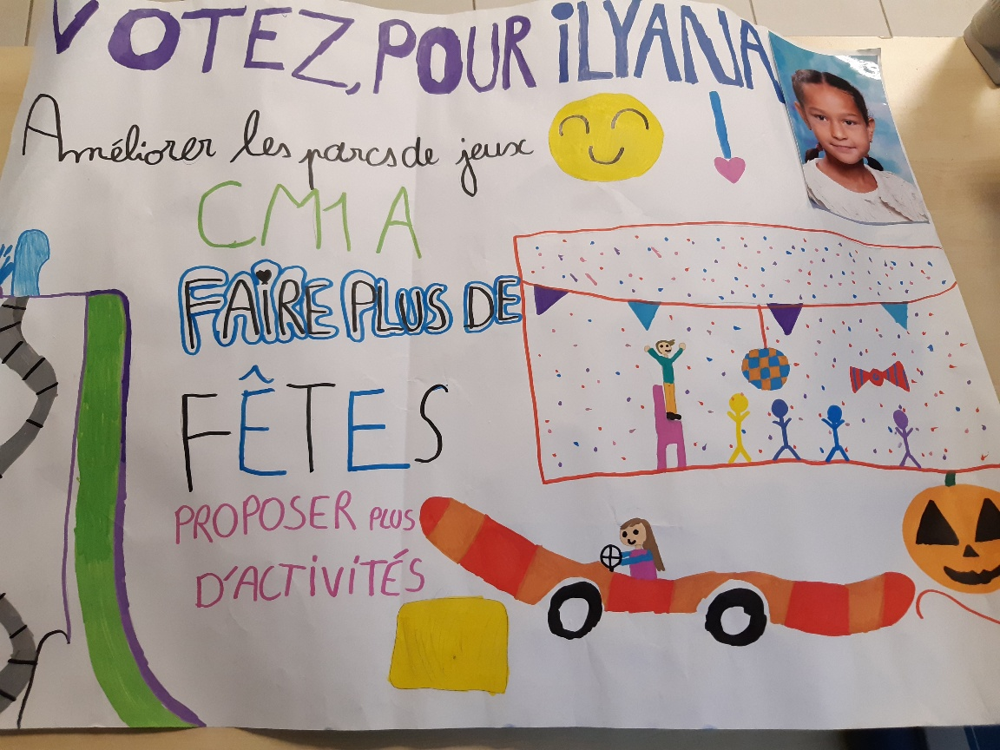 VOTEZ, POUR iLYANA
Améliorer les parcs de jeux
CM1 A
FAiRE PLUS DE
FÊTES
PROPOSER PLUS
D'ACTiViTÉS